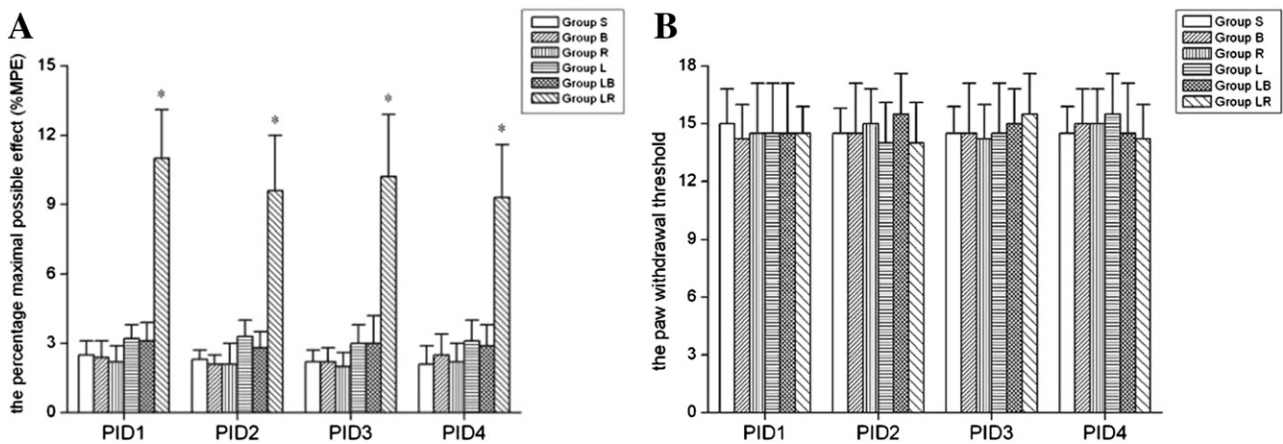 A
the percentage maximal possible effect (%MPE)
15
12
9
6
3
0
*
*
*
*
PID1 PID2 PID3 PID4
Group S
Group B
Group R
Group L
Group LB
Group LR
B
the paw withdrawal threshold
18
15
12
9
6
3
0
PID1 PID2 PID3 PID4
Group S
Group B
Group R
Group L
Group LB
Group LR